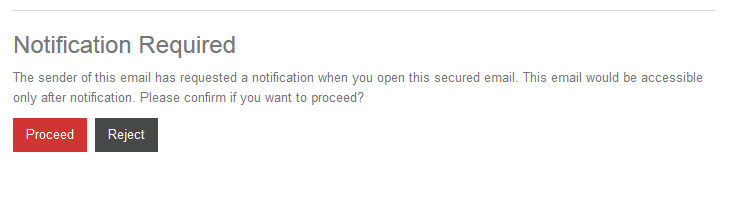 Notification Required
The sender of this email has requested a notification when you open this secured email. This email would be accessible
only after notification. Please confirm if you want to proceed?
Proceed Reject